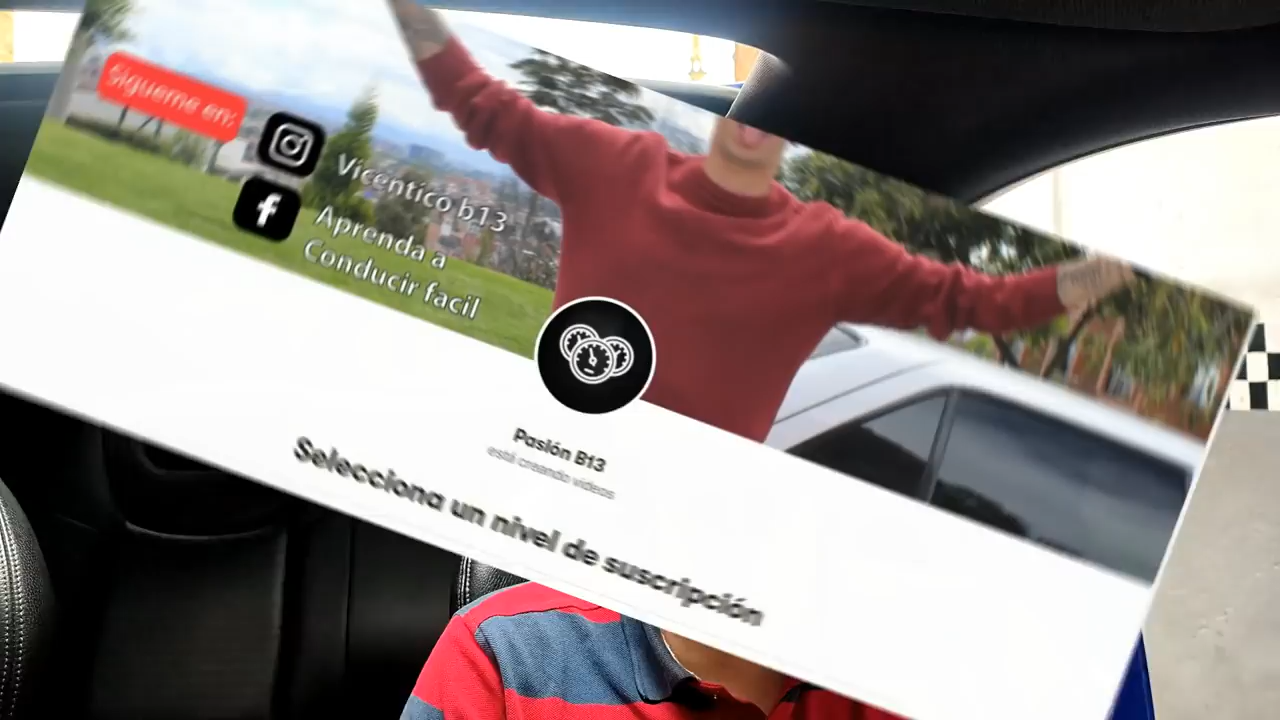 Sígueme en:
Vicentico b13
Aprenda a
Conducir facil
Pasión B13
está creando videos
Selecciona un nivel de suscripción